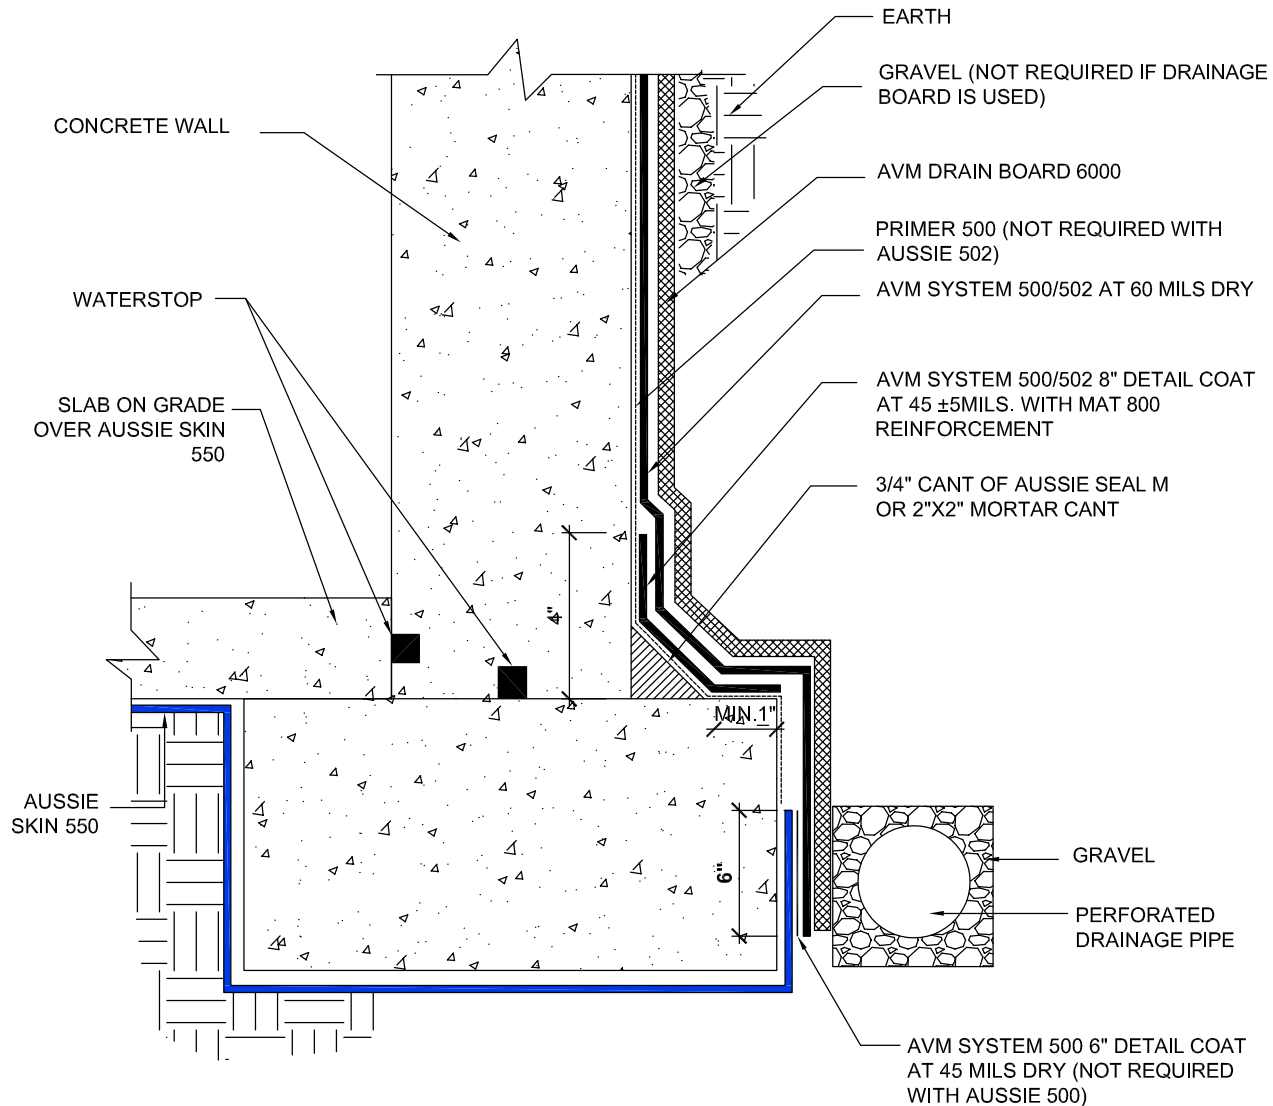 EARTH
GRAVEL (NOT REQUIRED IF DRAINAGE
BOARD IS USED)
CONCRETE WALL
AVM DRAIN BOARD 6000
PRIMER 500 (NOT REQUIRED WITH
AUSSIE 502)
AVM SYSTEM 500/502 AT 60 MILS DRY
WATERSTOP
AVM SYSTEM 500/502 8" DETAIL COAT
AT 45 ±5MILS. WITH MAT 800
REINFORCEMENT
SLAB ON GRADE
OVER AUSSIE SKIN
550
3/4" CANT OF AUSSIE SEAL M
OR 2"X2" MORTAR CANT
4"
MIN.1"
AUSSIE
SKIN 550
6"
GRAVEL
PERFORATED
DRAINAGE PIPE
AVM SYSTEM 500 6" DETAIL COAT
AT 45 MILS DRY (NOT REQUIRED
WITH AUSSIE 500)